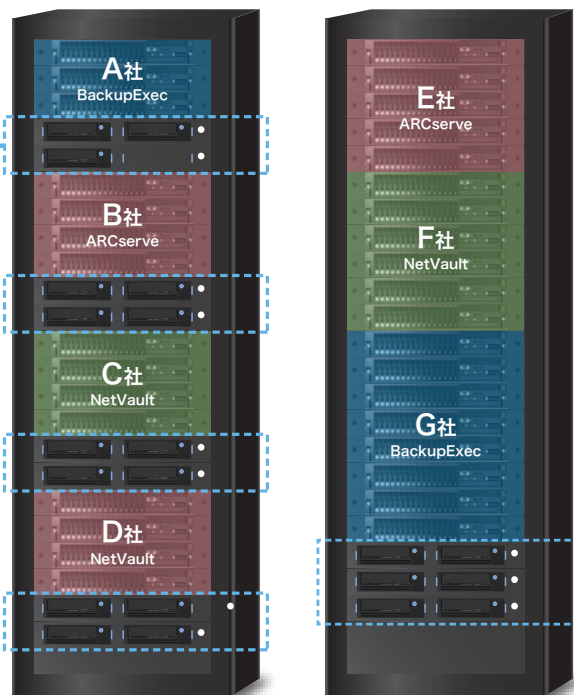 A社
BackupExec
B社
ARCserve
C社
NetVault
D社
NetVault
E社
ARCserve
F社
NetVault
G社
BackupExec